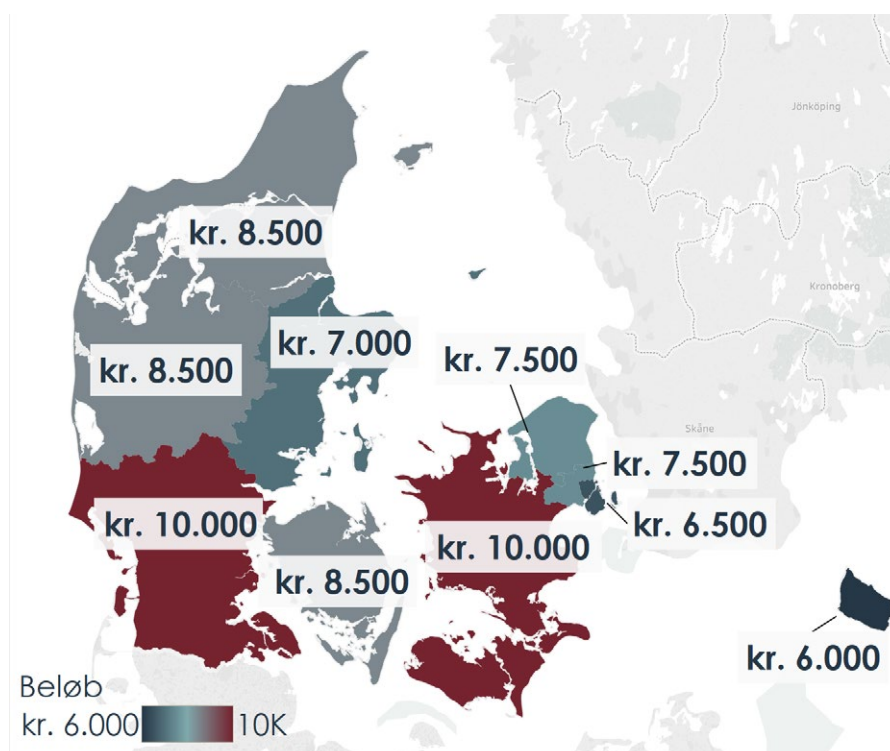 Jönköping
kr. 8.500
Kronoberg
kr. 7.000
kr. 8.500
kr. 7.500
Skåne
kr. 7.500
kr. 10.000
kr. 6.500
kr. 10.000
kr. 8.500
kr. 6.000
Beløb
kr. 6.000 10K